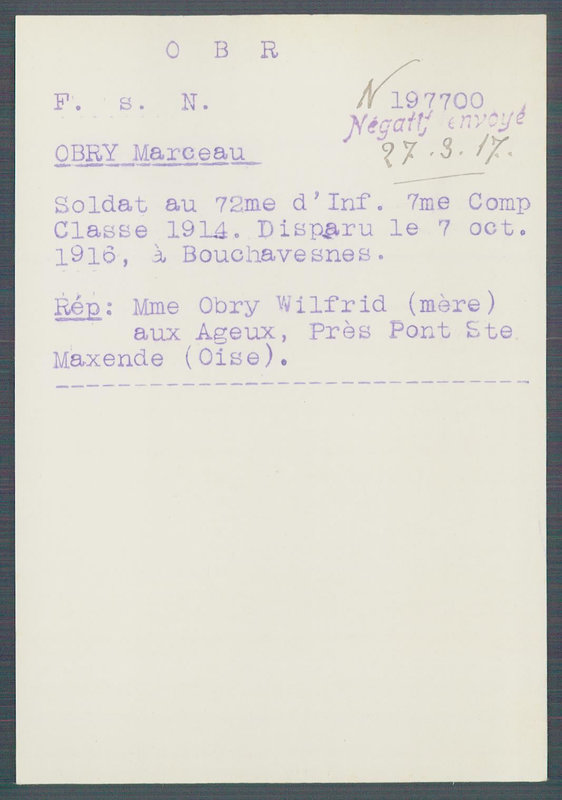 O B R
F. s. N. N 197700
Négatif envoyé
27.3.17.
OBRY Marceau
Soldat au 72me d'Inf. 7me Comp
Classe 1914. Disparu le 7 oct.
1916, à Bouchavesnes.
Rép: Mme Obry Wilfrid (mère)
aux Ageux, Près Pont Ste
Maxende (Oise).